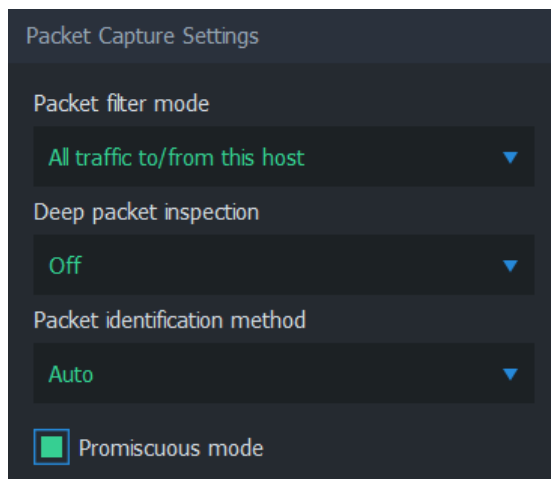 Packet Capture Settings
Packet filter mode
All traffic to/from this host
Deep packet inspection
Off
Packet identification method
Auto
Promiscuous mode